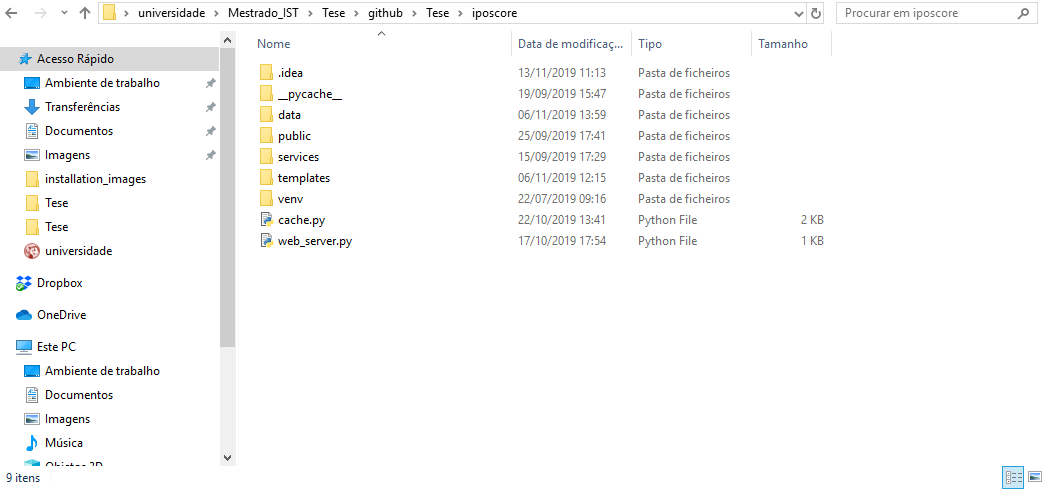 universidade > Mestrado_IST > Tese > github > Tese > iposcore
Procurar em iposcore
Acesso Rápido
Ambiente de trabalho
Transferências
Documentos
Imagens
installation_images
Tese
Tese
universidade
Dropbox
OneDrive
Este PC
Ambiente de trabalho
Documentos
Imagens
Música
Objetos 3D
Nome Data de modificaç... Tipo Tamanho
.idea 13/11/2019 11:13 Pasta de ficheiros
__pycache__ 19/09/2019 15:47 Pasta de ficheiros
data 06/11/2019 13:59 Pasta de ficheiros
public 25/09/2019 17:41 Pasta de ficheiros
services 15/09/2019 17:29 Pasta de ficheiros
templates 06/11/2019 12:15 Pasta de ficheiros
venv 22/07/2019 09:16 Pasta de ficheiros
cache.py 22/10/2019 13:41 Python File 2 KB
web_server.py 17/10/2019 17:54 Python File 1 KB
9 itens